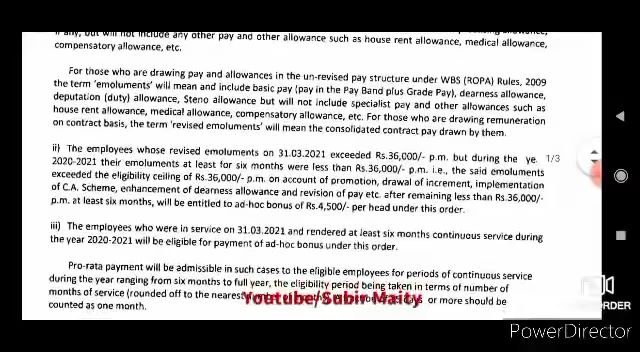 if any, but will not include any other pay and other allowance such as house rent allowance, medical allowance,
compensatory allowance, etc.
For those who are drawing pay and allowances in the un-revised pay structure under WBS (ROPA) Rules, 2009
the term 'emoluments' will mean and include basic pay (pay in the Pay Band plus Grade Pay), dearness allowance,
deputation (duty) allowance, Steno allowance but will not include specialist pay and other allowances such as
house rent allowance, medical allowance, compensatory allowance, etc. For those who are drawing remuneration
on contract basis, the term 'revised emoluments' will mean the consolidated contract pay drawn by them.
ii) The employees whose revised emoluments on 31.03.2021 exceeded Rs.36,000/- p.m. but during the ye. 1/3
2020-2021 their emoluments at least for six months were less than Rs.36,000/- p.m. i.e., the said emoluments
exceeded the eligibility ceiling of Rs.36,000/- p.m. on account of promotion, drawal of increment, implementation
of C.A. Scheme, enhancement of dearness allowance and revision of pay etc. after remaining less than Rs.36,000/-
p.m. at least six months, will be entitled to ad-hoc bonus of Rs.4,500/- per head under this order.
iii) The employees who were in service on 31.03.2021 and rendered at least six months continuous service during
the year 2020-2021 will be eligible for payment of ad-hoc bonus under this order.
Pro-rata payment will be admissible in such cases to the eligible employees for periods of continuous service
during the year ranging from six months to full year, the eligibility period being taken in terms of number of
months of service (rounded off to the nearest or more should be
counted as one month.
Youtube/Subir Maity
ORDER
PowerDirector